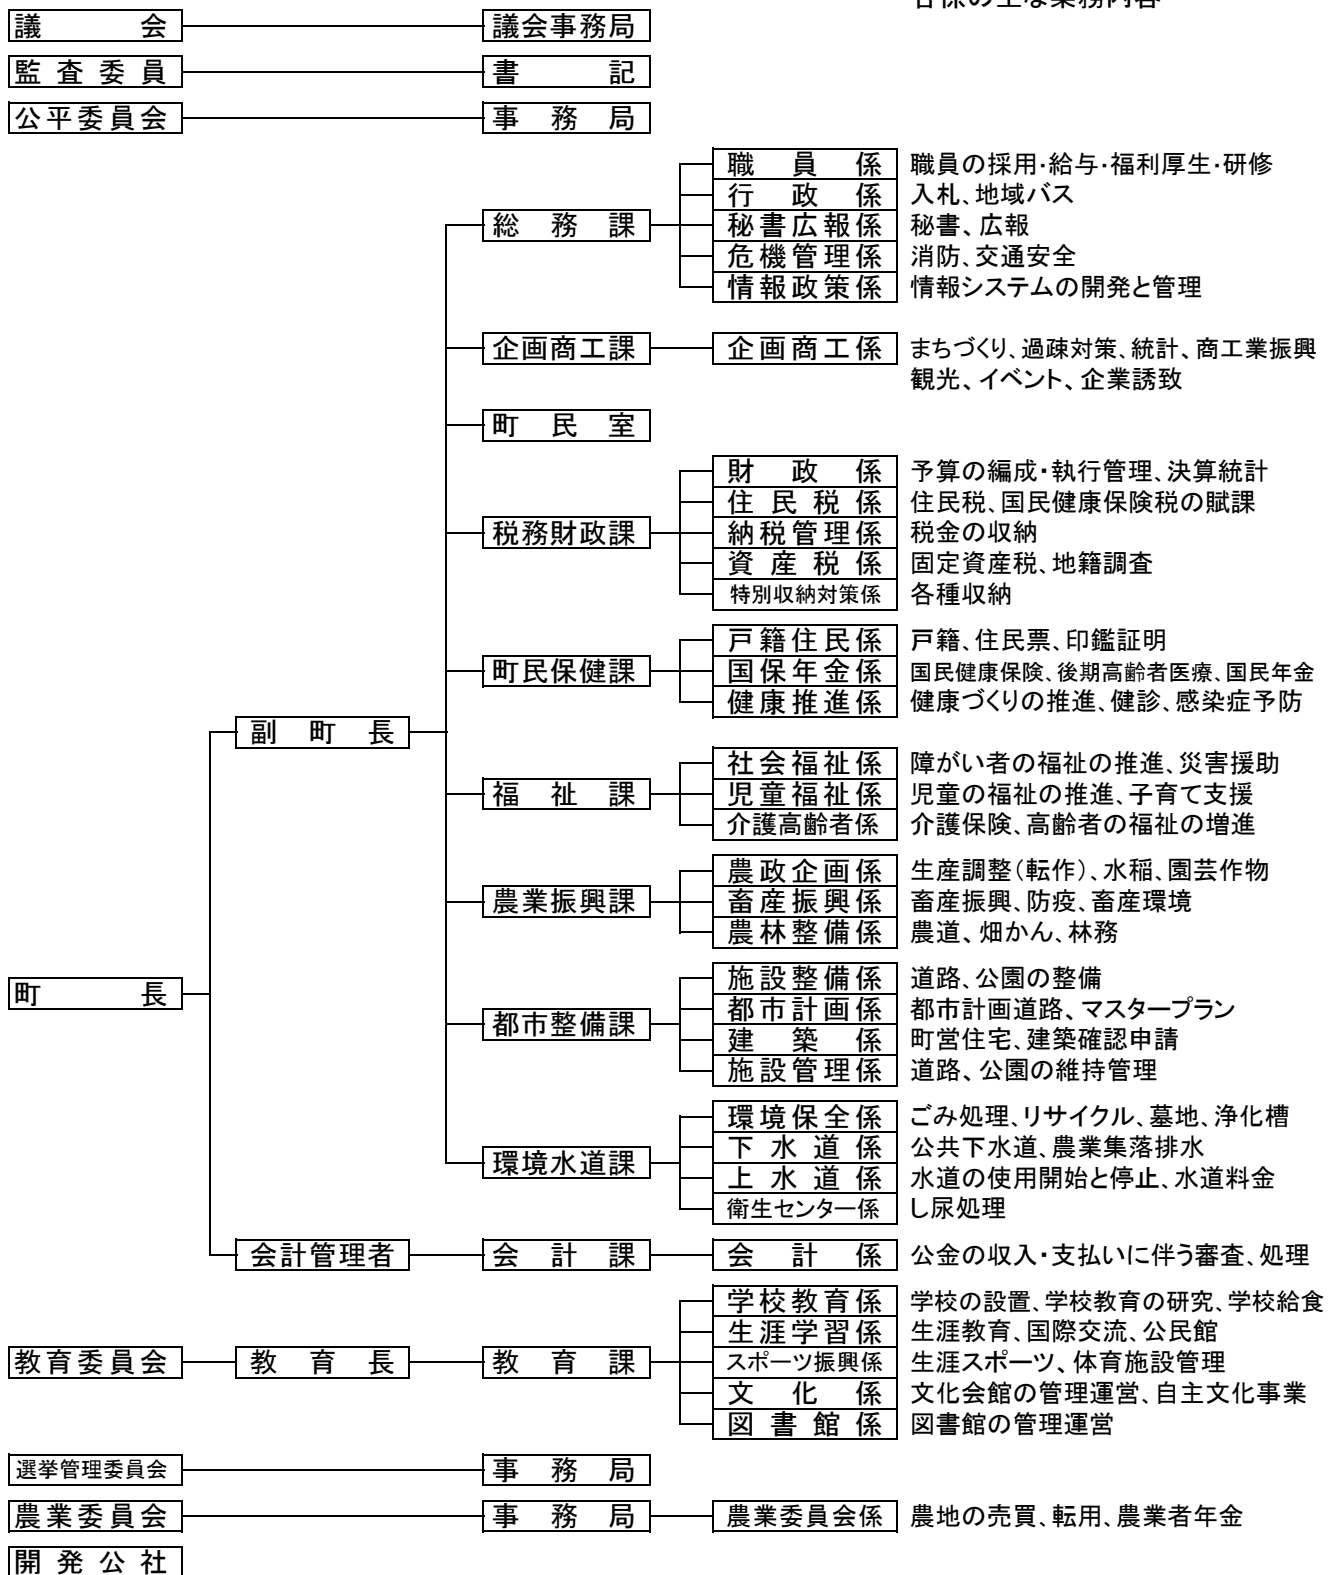 各係の主な業務内容
議会 議会事務局
監査委員 書記
公平委員会 事務局
職員係 職員の採用・給与・福利厚生・研修
行政係 入札、地域バス
総務課 秘書広報係 秘書、広報
危機管理係 消防、交通安全
情報政策係 情報システムの開発と管理
企画商工課 企画商工係 まちづくり、過疎対策、統計、商工業振興
観光、イベント、企業誘致
町民室
財政係 予算の編成・執行管理、決算統計
住民税係 住民税、国民健康保険税の賦課
税務財政課 納税管理係 税金の収納
資産税係 固定資産税、地籍調査
特別収納対策係 各種収納
戸籍住民係 戸籍、住民票、印鑑証明
町民保健課 国保年金係 国民健康保険、後期高齢者医療、国民年金
健康推進係 健康づくりの推進、健診、感染症予防
副町長
社会福祉係 障がい者の福祉の推進、災害援助
福祉課 児童福祉係 児童の福祉の推進、子育て支援
介護高齢者係 介護保険、高齢者の福祉の増進
農政企画係 生産調整(転作)、水稲、園芸作物
農業振興課 畜産振興係 畜産振興、防疫、畜産環境
農林整備係 農道、畑かん、林務
町長
施設整備係 道路、公園の整備
都市計画係 都市計画道路、マスタープラン
都市整備課
建築係 町営住宅、建築確認申請
施設管理係 道路、公園の維持管理
環境保全係 ごみ処理、リサイクル、墓地、浄化槽
下水道係 公共下水道、農業集落排水
環境水道課
上水道係 水道の使用開始と停止、水道料金
衛生センター係 し尿処理
会計管理者 会計課 会計係 公金の収入・支払いに伴う審査、処理
学校教育係 学校の設置、学校教育の研究、学校給食
生涯学習係 生涯教育、国際交流、公民館
教育委員会 教育長 教育課 スポーツ振興係 生涯スポーツ、体育施設管理
文化係 文化会館の管理運営、自主文化事業
図書館係 図書館の管理運営
選挙管理委員会 事務局
農業委員会 事務局 農業委員会係 農地の売買、転用、農業者年金
開発公社